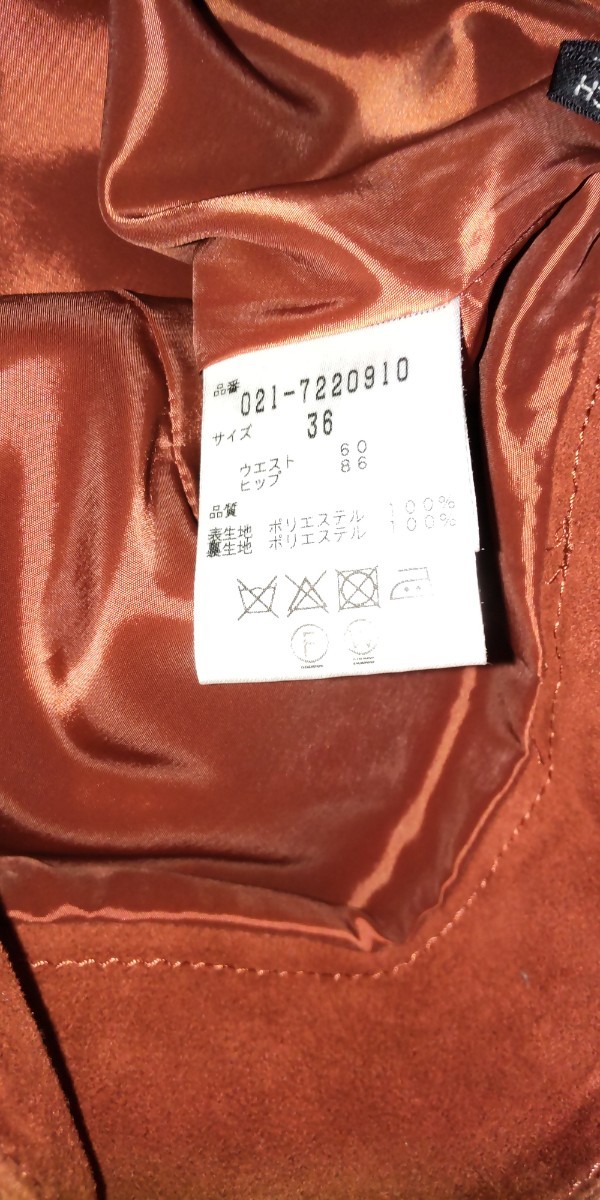 品番
021-7220910
サイズ 36
ウエスト 60
ヒップ 86
品質
表生地 ポリエステル 100%
裏生地 ポリエステル 100%
F